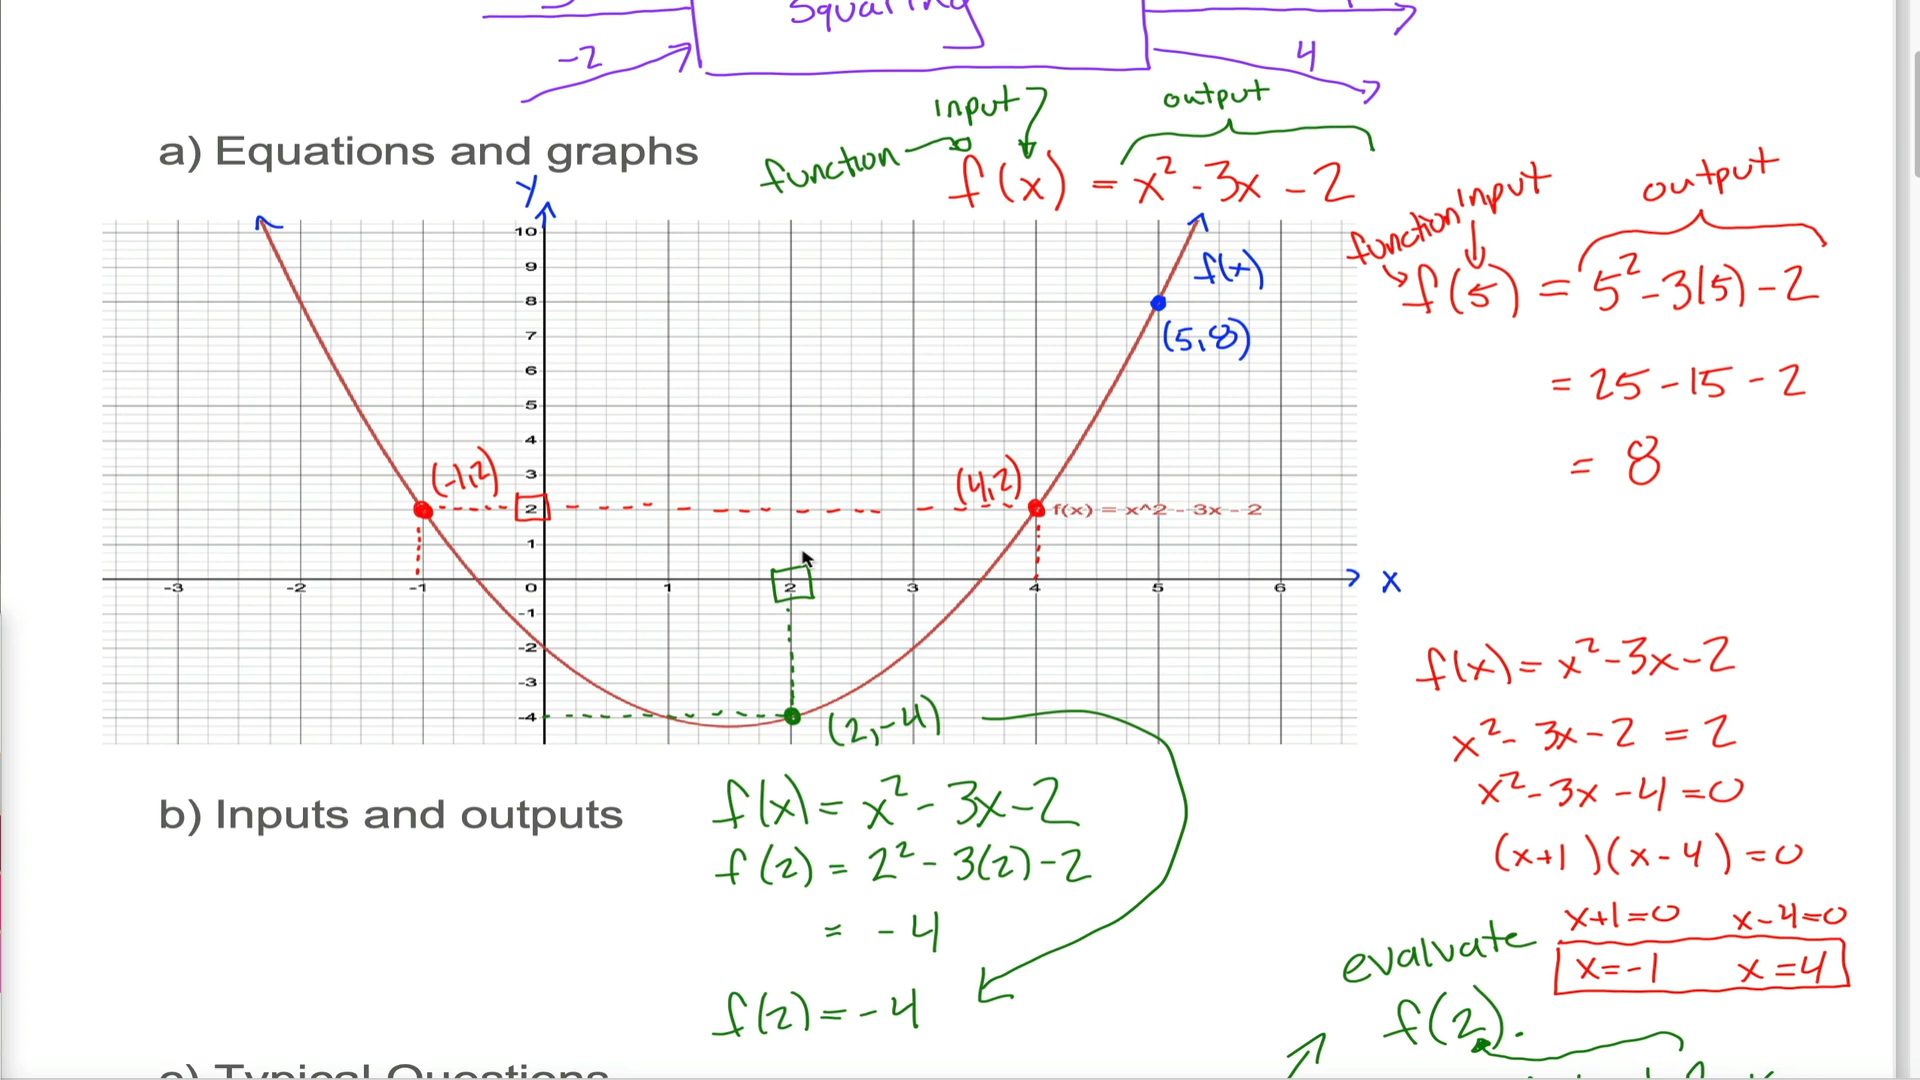 Squaring
-2
4
input
output
a) Equations and graphs
function
f(x) = x² - 3x - 2
y
function
input
output
f(5) = 5² - 3(5) - 2
= 25 - 15 - 2
= 8
10
9
8
7
6
5
4
3
2
1
0
-1
-2
-3
-4
-3 -2 -1 1 2 3 4 5 6
x
f(x)
(5,8)
(-1,2)
(4,2)
f(x) = x^2 - 3x - 2
(2,-4)
f(x) = x² - 3x - 2
x² - 3x - 2 = 2
x² - 3x - 4 = 0
(x+1)(x-4) = 0
x+1=0 x-4=0
x=-1 x=4
b) Inputs and outputs
f(x) = x² - 3x - 2
f(2) = 2² - 3(2) - 2
= -4
f(2) = -4
evaluate
f(2).
c) Typical Questions